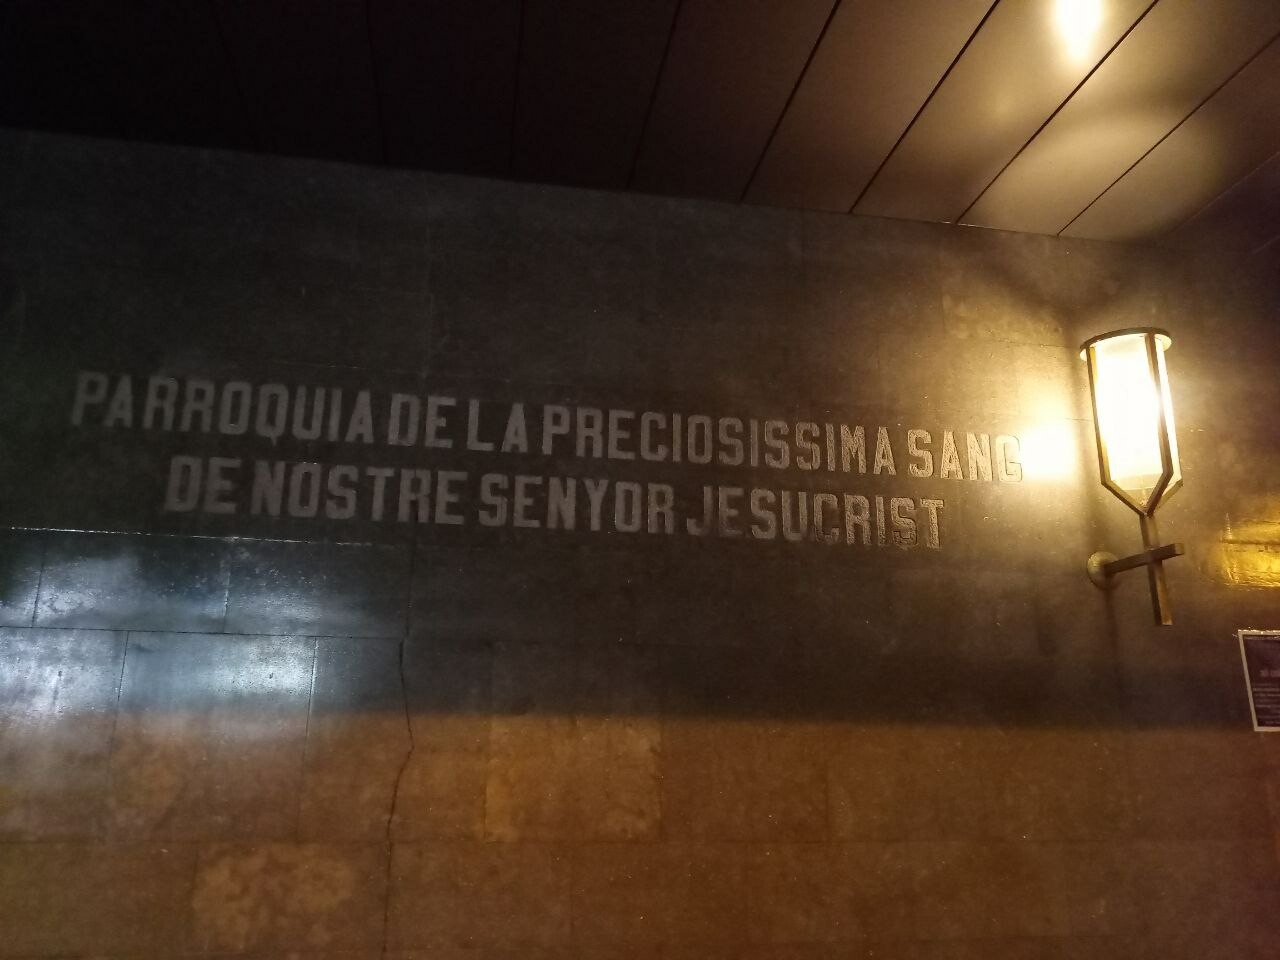 PARROQUIA DE LA PRECIOSISSIMA SANG
DE NOSTRE SENYOR JESUCRIST